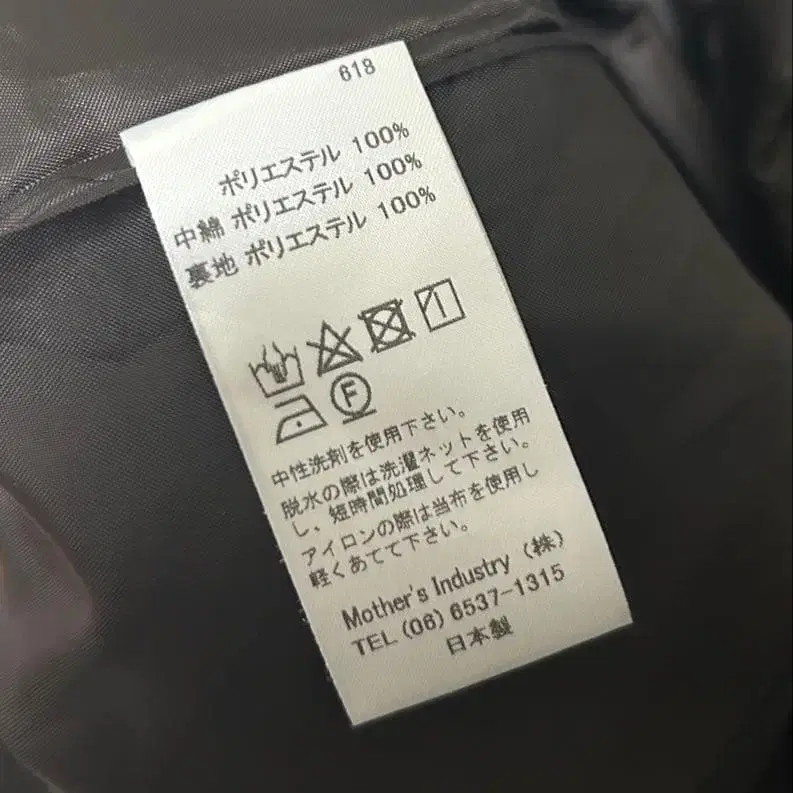 618
ポリエステル 100%
中綿 ポリエステル 100%
裏地 ポリエステル 100%
F
中性洗剤を使用下さい。
脱水の際は洗濯ネットを使用
し、短時間処理して下さい。
アイロンの際は当布を使用し
軽くあてて下さい。
Mother's Industry (株)
TEL (06) 6537-1315
日本製